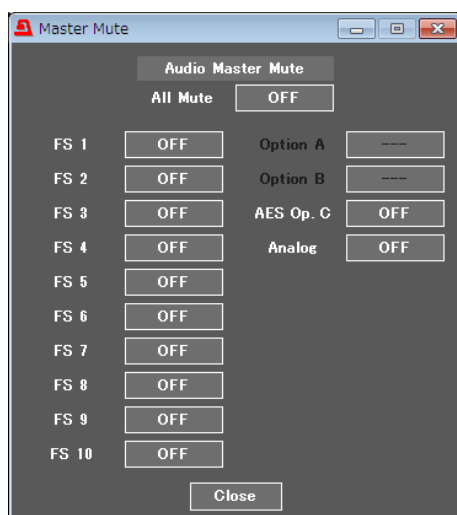 Master Mute
Audio Master Mute
All Mute OFF
FS 1 OFF Option A ---
FS 2 OFF Option B ---
FS 3 OFF AES Op. C OFF
FS 4 OFF Analog OFF
FS 5 OFF
FS 6 OFF
FS 7 OFF
FS 8 OFF
FS 9 OFF
FS 10 OFF
Close